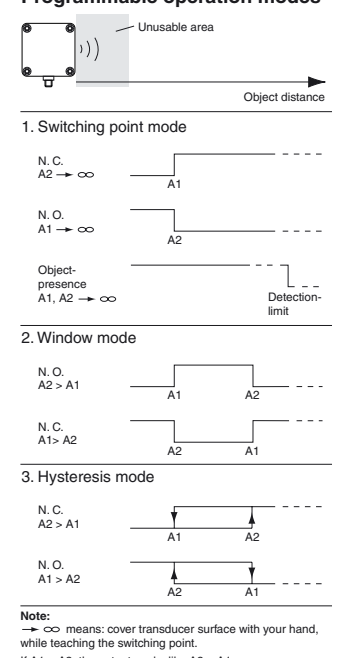 Programmable operation modes
Unusable area
Object distance
1. Switching point mode
N. C.
A2 → ∞
A1
N. O.
A1 → ∞
A2
Object-
presence
A1, A2 → ∞
Detection-
limit
2. Window mode
N. O.
A2 > A1
A1 A2
N. C.
A1> A2
A2 A1
3. Hysteresis mode
N. C.
A2 > A1
A1 A2
N. O.
A1 > A2
A2 A1
Note:
→ ∞ means: cover transducer surface with your hand,
while teaching the switching point.